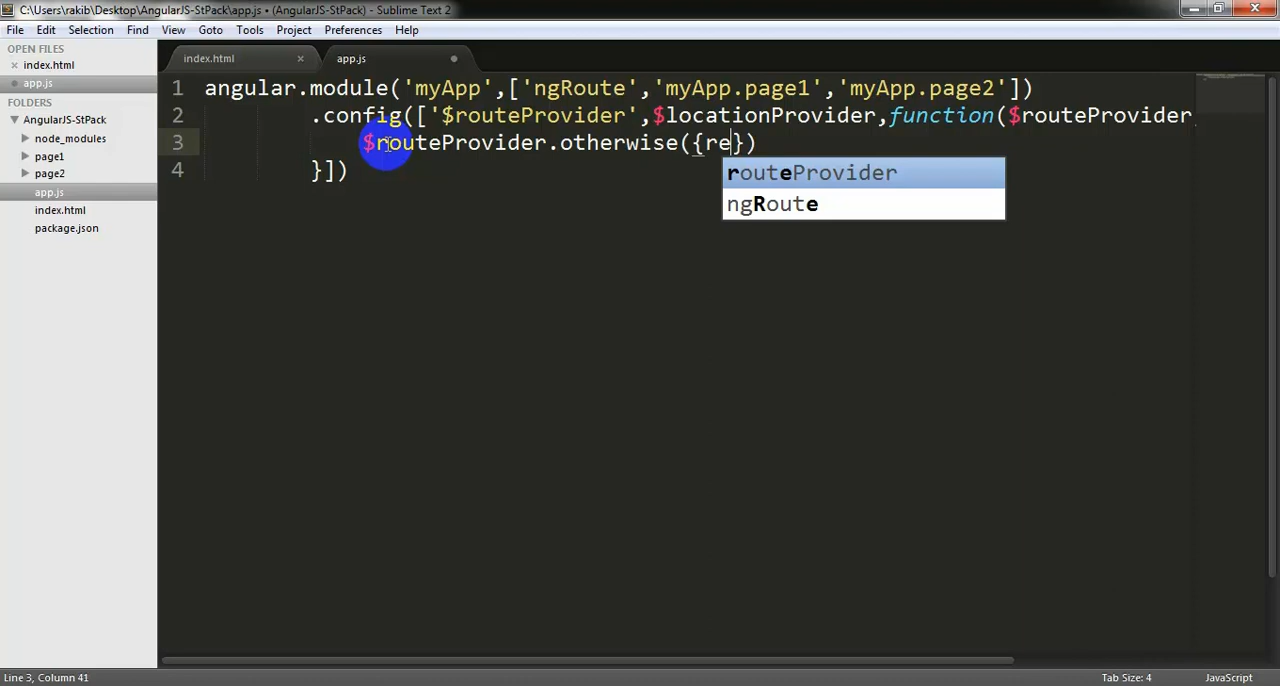 C:\Users\rakib\Desktop\AngularJS-StPack\app.js • (AngularJS-StPack) - Sublime Text 2
File Edit Selection Find View Goto Tools Project Preferences Help
OPEN FILES
index.html
app.js
FOLDERS
AngularJS-StPack
node_modules
page1
page2
app.js
index.html
package.json
index.html app.js
1 angular.module('myApp',['ngRoute','myApp.page1','myApp.page2'])
2 .config(['$routeProvider',$locationProvider,function($routeProvider,
3 $routeProvider.otherwise({re})
4 }])
routeProvider
ngRoute
Line 3, Column 41 Tab Size: 4 JavaScript